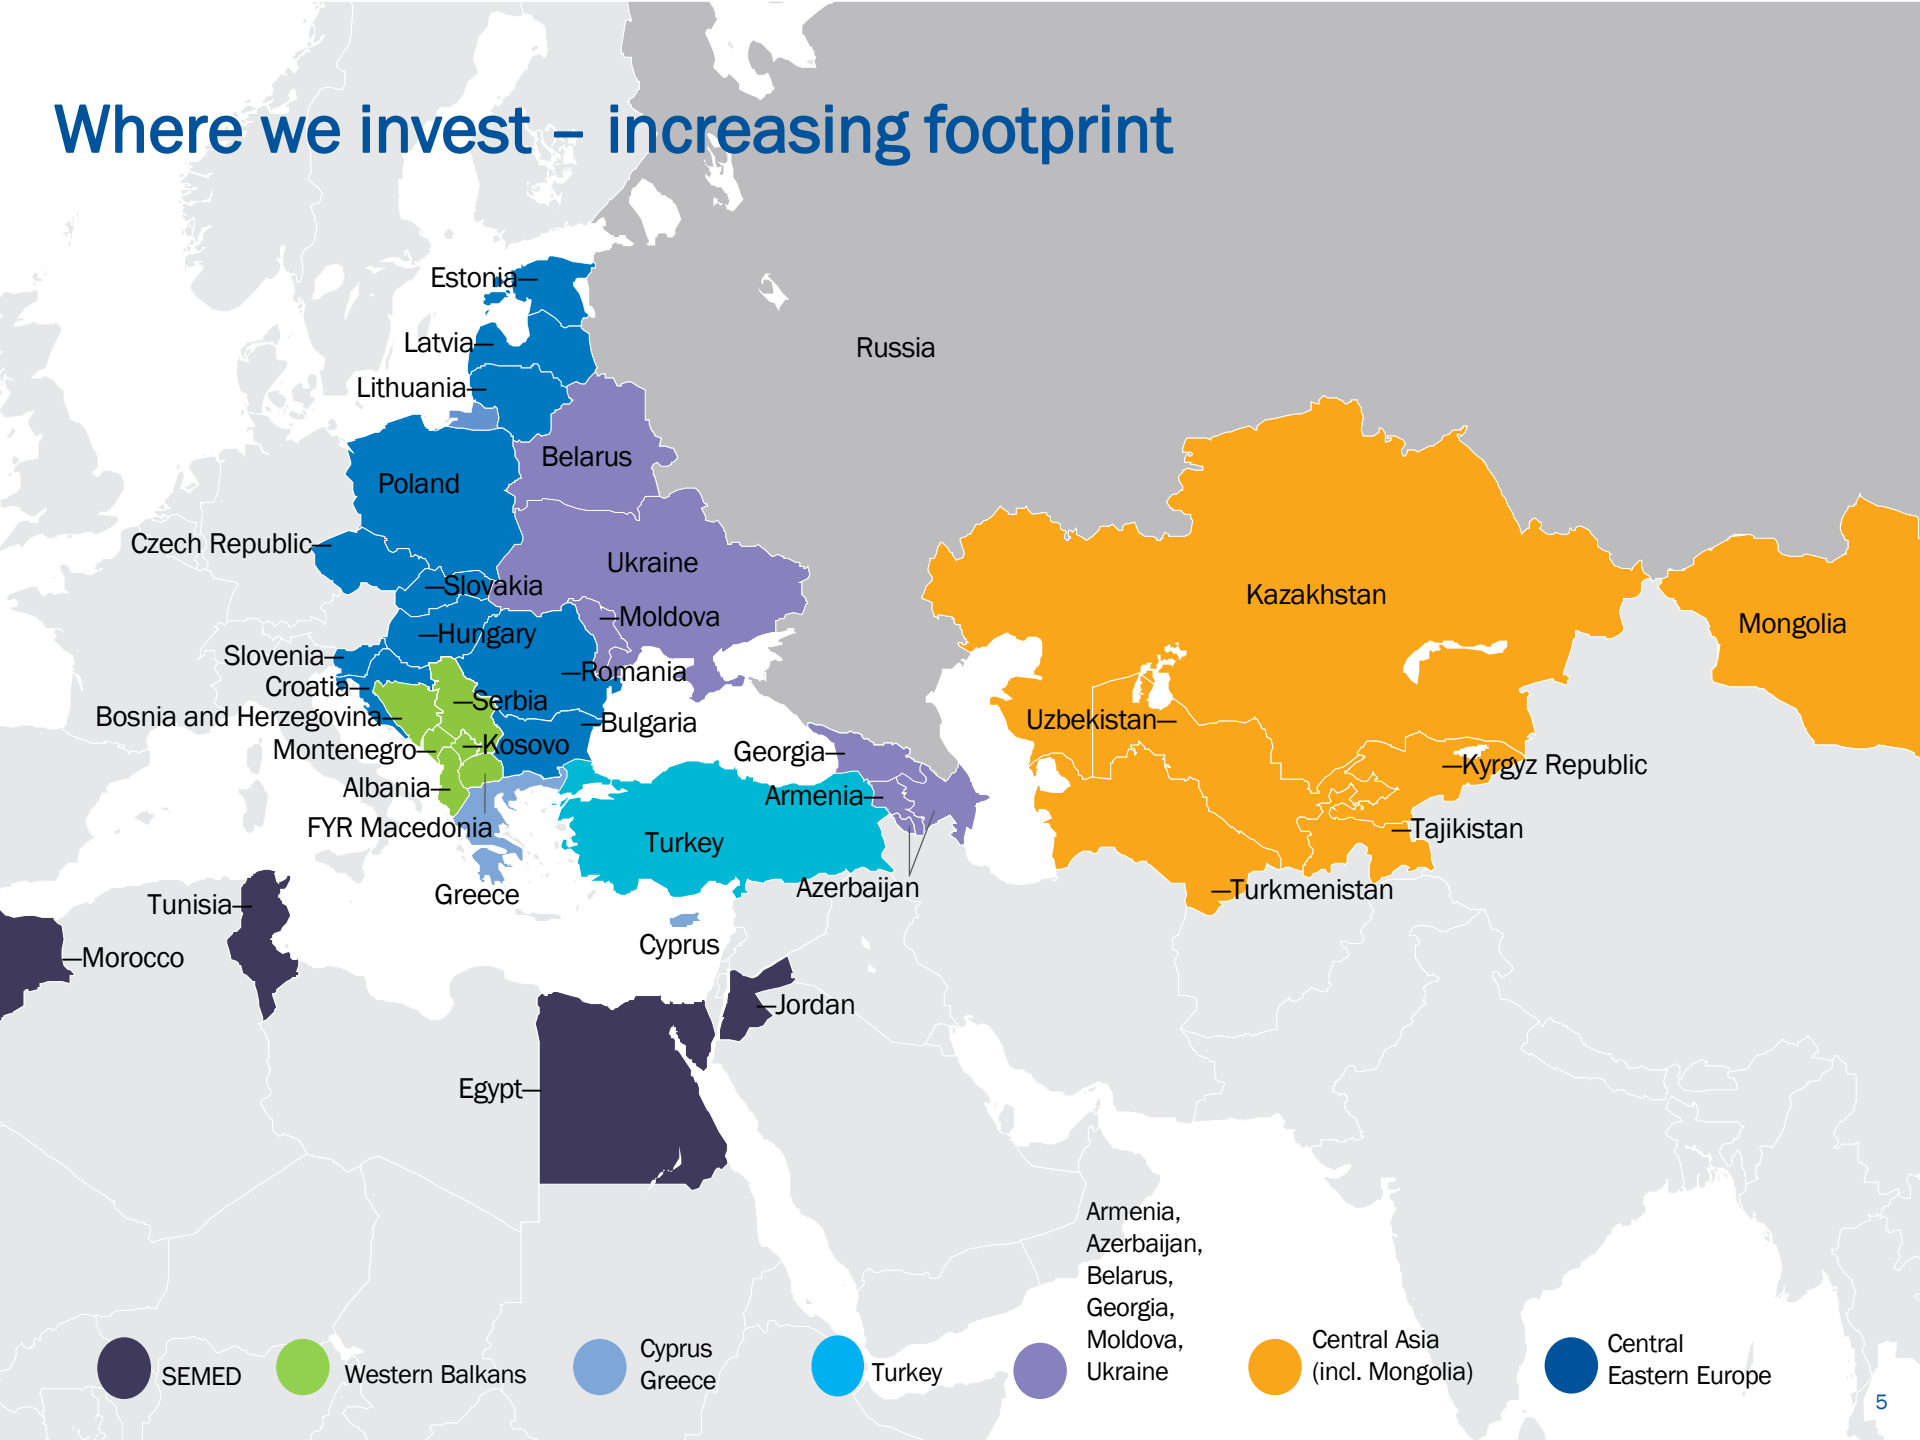 Where we invest – increasing footprint
Estonia
Latvia
Russia
Lithuania
Belarus
Poland
Czech Republic
Ukraine
Slovakia
Kazakhstan
Moldova
Mongolia
Hungary
Slovenia
Romania
Croatia
Serbia
Bosnia and Herzegovina
Bulgaria
Uzbekistan
Montenegro
Kosovo
Georgia
Kyrgyz Republic
Albania
Armenia
FYR Macedonia
Turkey
Tajikistan
Azerbaijan
Turkmenistan
Greece
Tunisia
Cyprus
Morocco
Jordan
Egypt
SEMED
Western Balkans
Cyprus
Greece
Turkey
Armenia,
Azerbaijan,
Belarus,
Georgia,
Moldova,
Ukraine
Central Asia
(incl. Mongolia)
Central
Eastern Europe
5